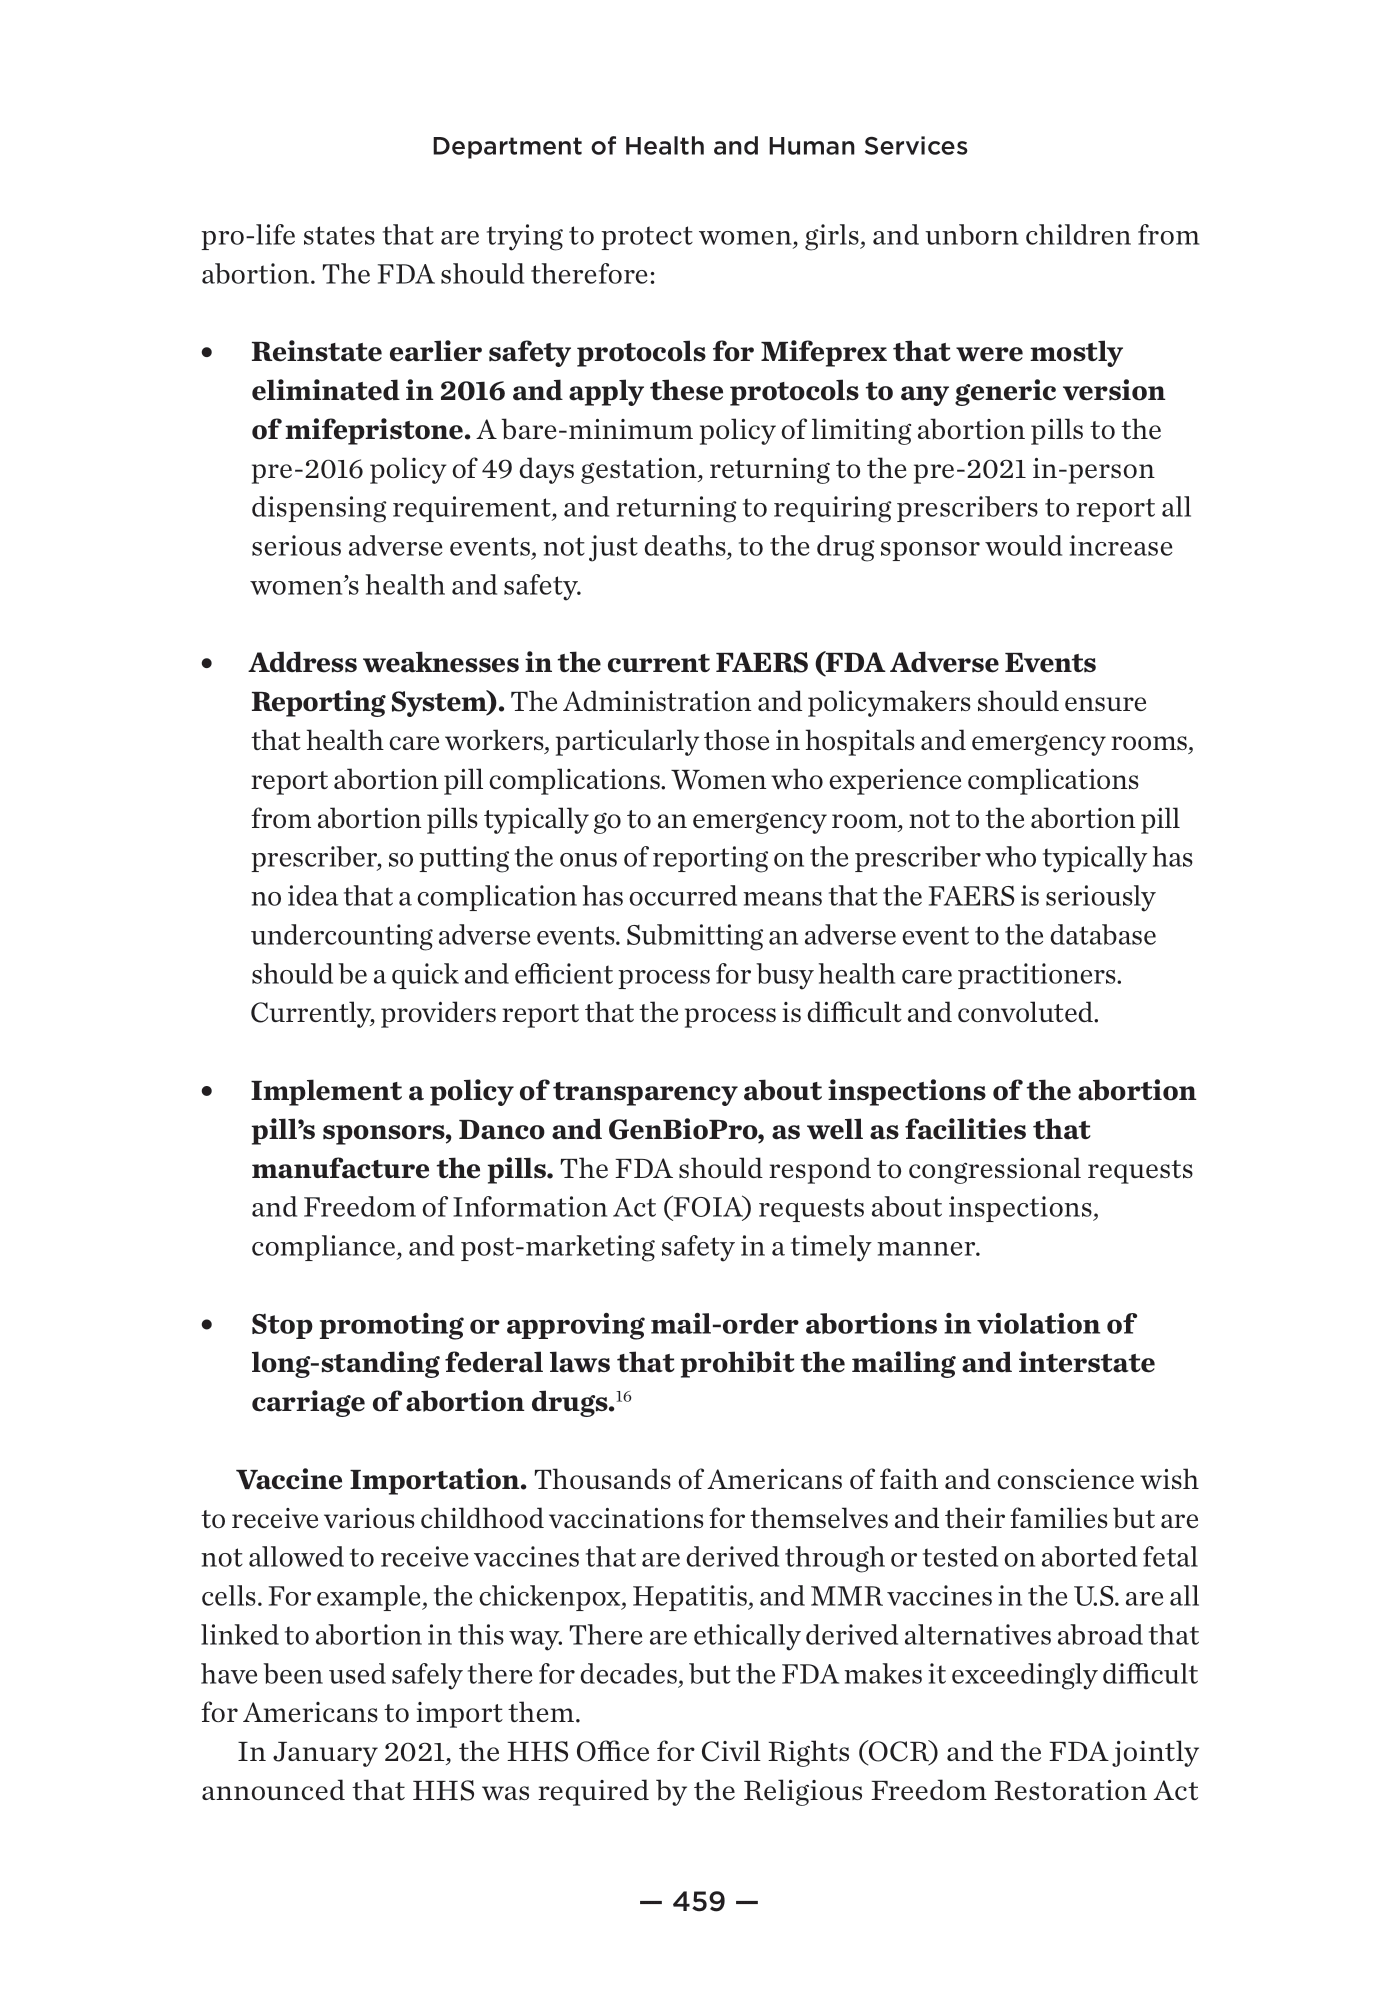 Department of Health and Human Services
pro-life states that are trying to protect women, girls, and unborn children from
abortion. The FDA should therefore:
• Reinstate earlier safety protocols for Mifeprex that were mostly
eliminated in 2016 and apply these protocols to any generic version
of mifepristone. A bare-minimum policy of limiting abortion pills to the
pre-2016 policy of 49 days gestation, returning to the pre-2021 in-person
dispensing requirement, and returning to requiring prescribers to report all
serious adverse events, not just deaths, to the drug sponsor would increase
women’s health and safety.
• Address weaknesses in the current FAERS (FDA Adverse Events
Reporting System). The Administration and policymakers should ensure
that health care workers, particularly those in hospitals and emergency rooms,
report abortion pill complications. Women who experience complications
from abortion pills typically go to an emergency room, not to the abortion pill
prescriber, so putting the onus of reporting on the prescriber who typically has
no idea that a complication has occurred means that the FAERS is seriously
undercounting adverse events. Submitting an adverse event to the database
should be a quick and efficient process for busy health care practitioners.
Currently, providers report that the process is difficult and convoluted.
• Implement a policy of transparency about inspections of the abortion
pill’s sponsors, Danco and GenBioPro, as well as facilities that
manufacture the pills. The FDA should respond to congressional requests
and Freedom of Information Act (FOIA) requests about inspections,
compliance, and post-marketing safety in a timely manner.
• Stop promoting or approving mail-order abortions in violation of
long-standing federal laws that prohibit the mailing and interstate
carriage of abortion drugs.16
Vaccine Importation. Thousands of Americans of faith and conscience wish
to receive various childhood vaccinations for themselves and their families but are
not allowed to receive vaccines that are derived through or tested on aborted fetal
cells. For example, the chickenpox, Hepatitis, and MMR vaccines in the U.S. are all
linked to abortion in this way. There are ethically derived alternatives abroad that
have been used safely there for decades, but the FDA makes it exceedingly difficult
for Americans to import them.
In January 2021, the HHS Office for Civil Rights (OCR) and the FDA jointly
announced that HHS was required by the Religious Freedom Restoration Act
— 459 —